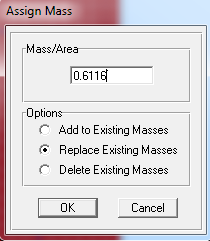 Assign Mass
Mass/Area
0.6116
Options
Add to Existing Masses
Replace Existing Masses
Delete Existing Masses
OK
Cancel